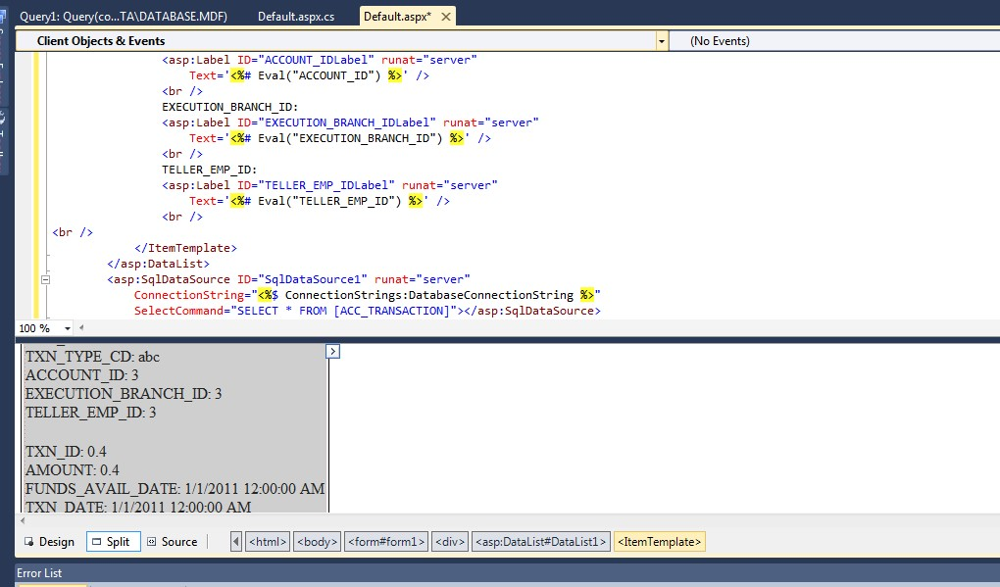 Query1: Query(co...TA\DATABASE.MDF)
Default.aspx.cs
Default.aspx*
Client Objects & Events
(No Events)
<asp:Label ID="ACCOUNT_IDLabel" runat="server"
Text='<%# Eval("ACCOUNT_ID") %>' />
<br />
EXECUTION_BRANCH_ID:
<asp:Label ID="EXECUTION_BRANCH_IDLabel" runat="server"
Text='<%# Eval("EXECUTION_BRANCH_ID") %>' />
<br />
TELLER_EMP_ID:
<asp:Label ID="TELLER_EMP_IDLabel" runat="server"
Text='<%# Eval("TELLER_EMP_ID") %>' />
<br />
<br />
</ItemTemplate>
</asp:DataList>
<asp:SqlDataSource ID="SqlDataSource1" runat="server"
ConnectionString="<%$ ConnectionStrings:DatabaseConnectionString %>"
SelectCommand="SELECT * FROM [ACC_TRANSACTION]"></asp:SqlDataSource>
100 %
TXN_TYPE_CD: abc
ACCOUNT_ID: 3
EXECUTION_BRANCH_ID: 3
TELLER_EMP_ID: 3
TXN_ID: 0.4
AMOUNT: 0.4
FUNDS_AVAIL_DATE: 1/1/2011 12:00:00 AM
TXN_DATE: 1/1/2011 12:00:00 AM
Design Split Source <html> <body> <form#form1> <div> <asp:DataList#DataList1> <ItemTemplate>
Error List